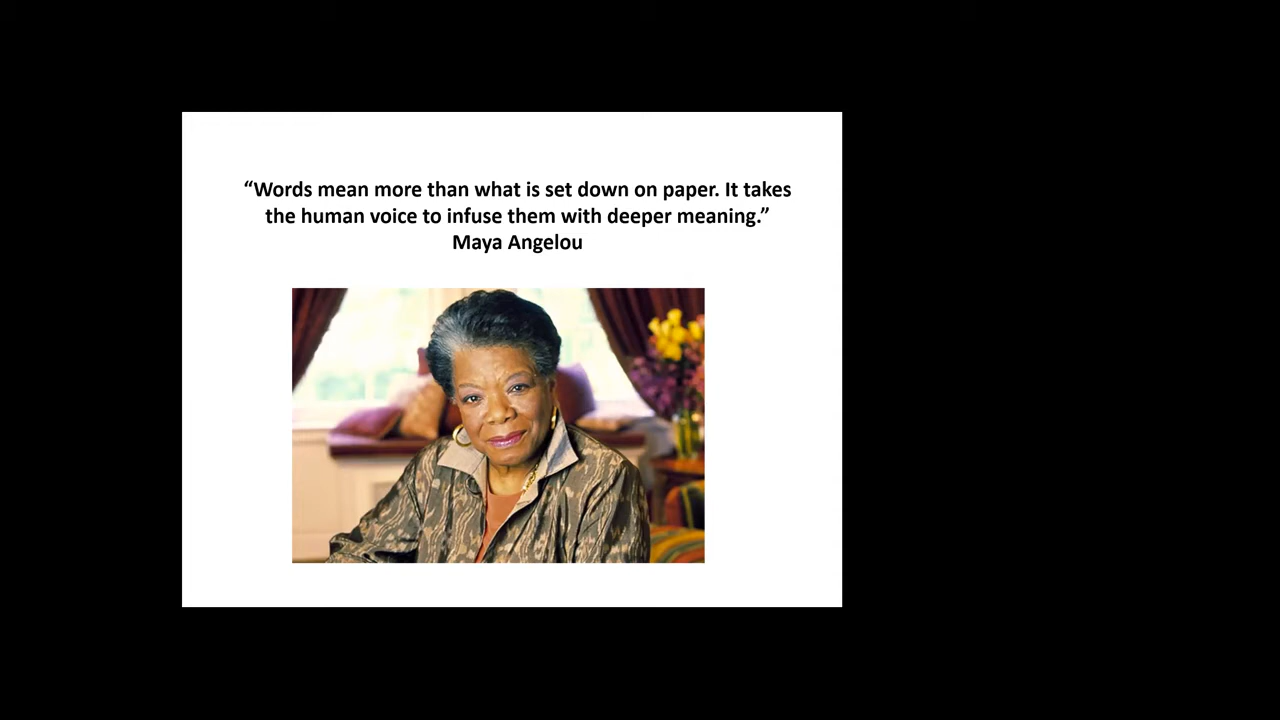 “Words mean more than what is set down on paper. It takes
the human voice to infuse them with deeper meaning.”
Maya Angelou